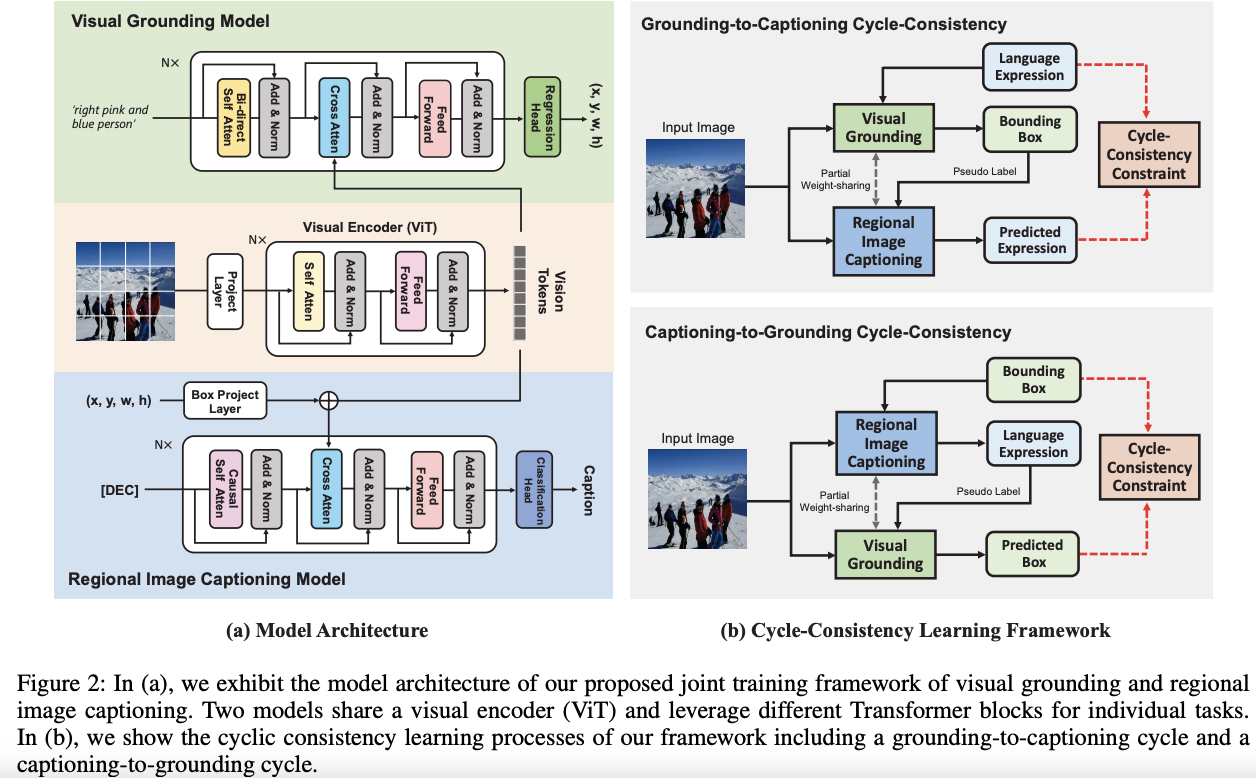 Visual Grounding Model
N×
'right pink and
blue person'
Bi-direct
Self Atten
Add & Norm
Cross Atten
Add & Norm
Feed
Forward
Add & Norm
Regression
Head
(x, y, w, h)
Visual Encoder (ViT)
N×
Project
Layer
Self Atten
Add & Norm
Feed
Forward
Add & Norm
Vision
Tokens
(x, y, w, h)
Box Project
Layer
N×
[DEC]
Causal
Self Atten
Add & Norm
Cross Atten
Add & Norm
Feed
Forward
Add & Norm
Classification
Head
Caption
Regional Image Captioning Model
(a) Model Architecture
Grounding-to-Captioning Cycle-Consistency
Language
Expression
Input Image
Visual
Grounding
Bounding
Box
Cycle-
Consistency
Constraint
Partial
Weight-sharing
Pseudo Label
Regional
Image
Captioning
Predicted
Expression
Captioning-to-Grounding Cycle-Consistency
Bounding
Box
Input Image
Regional
Image
Captioning
Language
Expression
Cycle-
Consistency
Constraint
Partial
Weight-sharing
Pseudo Label
Visual
Grounding
Predicted
Box
(b) Cycle-Consistency Learning Framework
Figure 2: In (a), we exhibit the model architecture of our proposed joint training framework of visual grounding and regional
image captioning. Two models share a visual encoder (ViT) and leverage different Transformer blocks for individual tasks.
In (b), we show the cyclic consistency learning processes of our framework including a grounding-to-captioning cycle and a
captioning-to-grounding cycle.